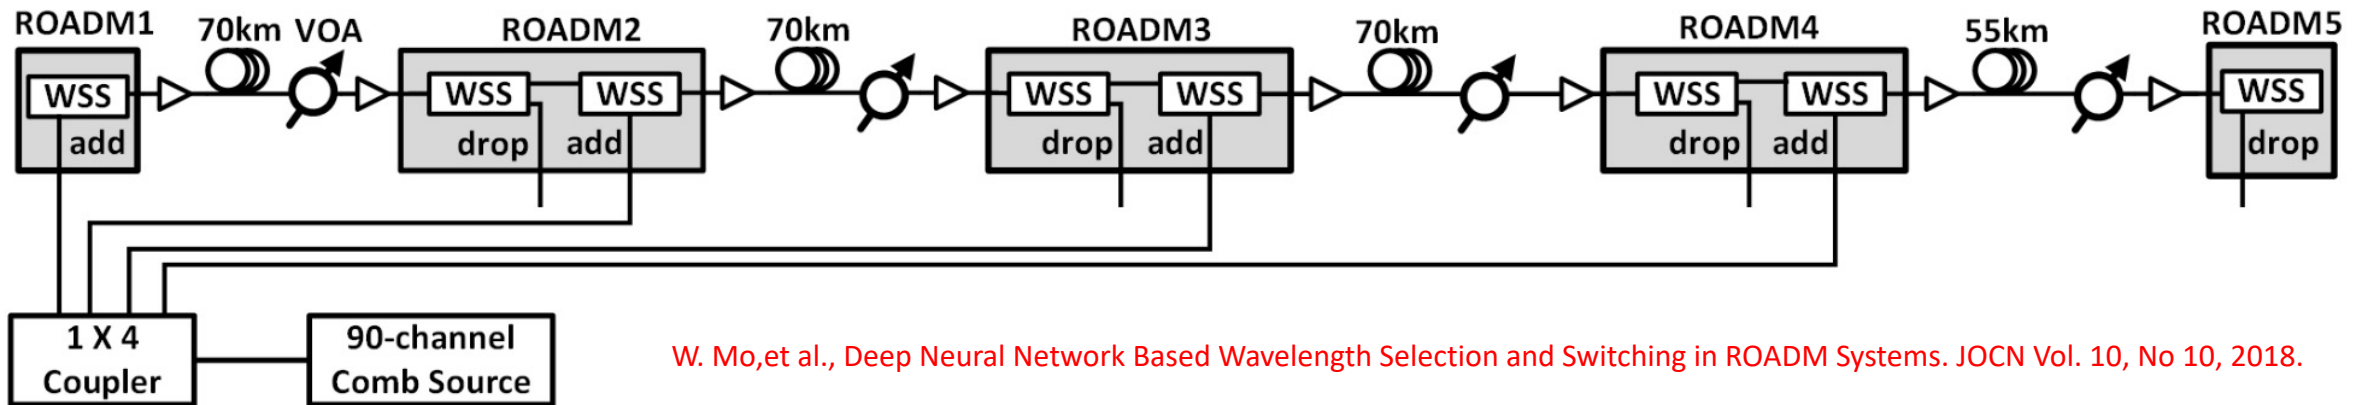 ROADM1
70km VOA
ROADM2
70km
ROADM3
70km
ROADM4
55km
ROADM5
WSS
add
WSS
WSS
drop
add
WSS
WSS
drop
add
WSS
WSS
drop
add
WSS
drop
1 X 4
Coupler
90-channel
Comb Source
W. Mo,et al., Deep Neural Network Based Wavelength Selection and Switching in ROADM Systems. JOCN Vol. 10, No 10, 2018.